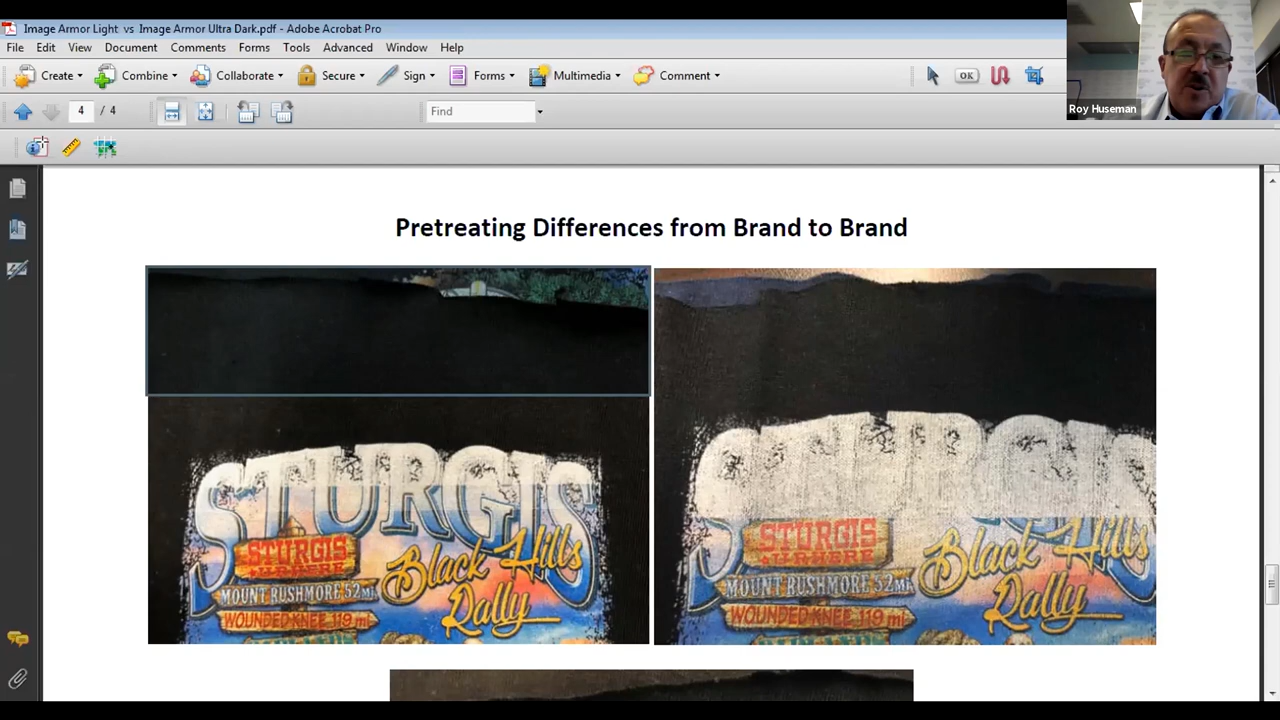 Image Armor Light vs Image Armor Ultra Dark.pdf - Adobe Acrobat Pro
File Edit View Document Comments Forms Tools Advanced Window Help
Create Combine Collaborate Secure Sign Forms Multimedia Comment OK
Roy Huseman
4 / 4 Find
Pretreating Differences from Brand to Brand
STURGIS
STURGIS
Black Hills
Rally
MOUNT RUSHMORE 52
WOUNDED KNEE 119 mi
STURGIS
STURGIS
Black Hills
Rally
MOUNT RUSHMORE 52
WOUNDED KNEE 119 mi